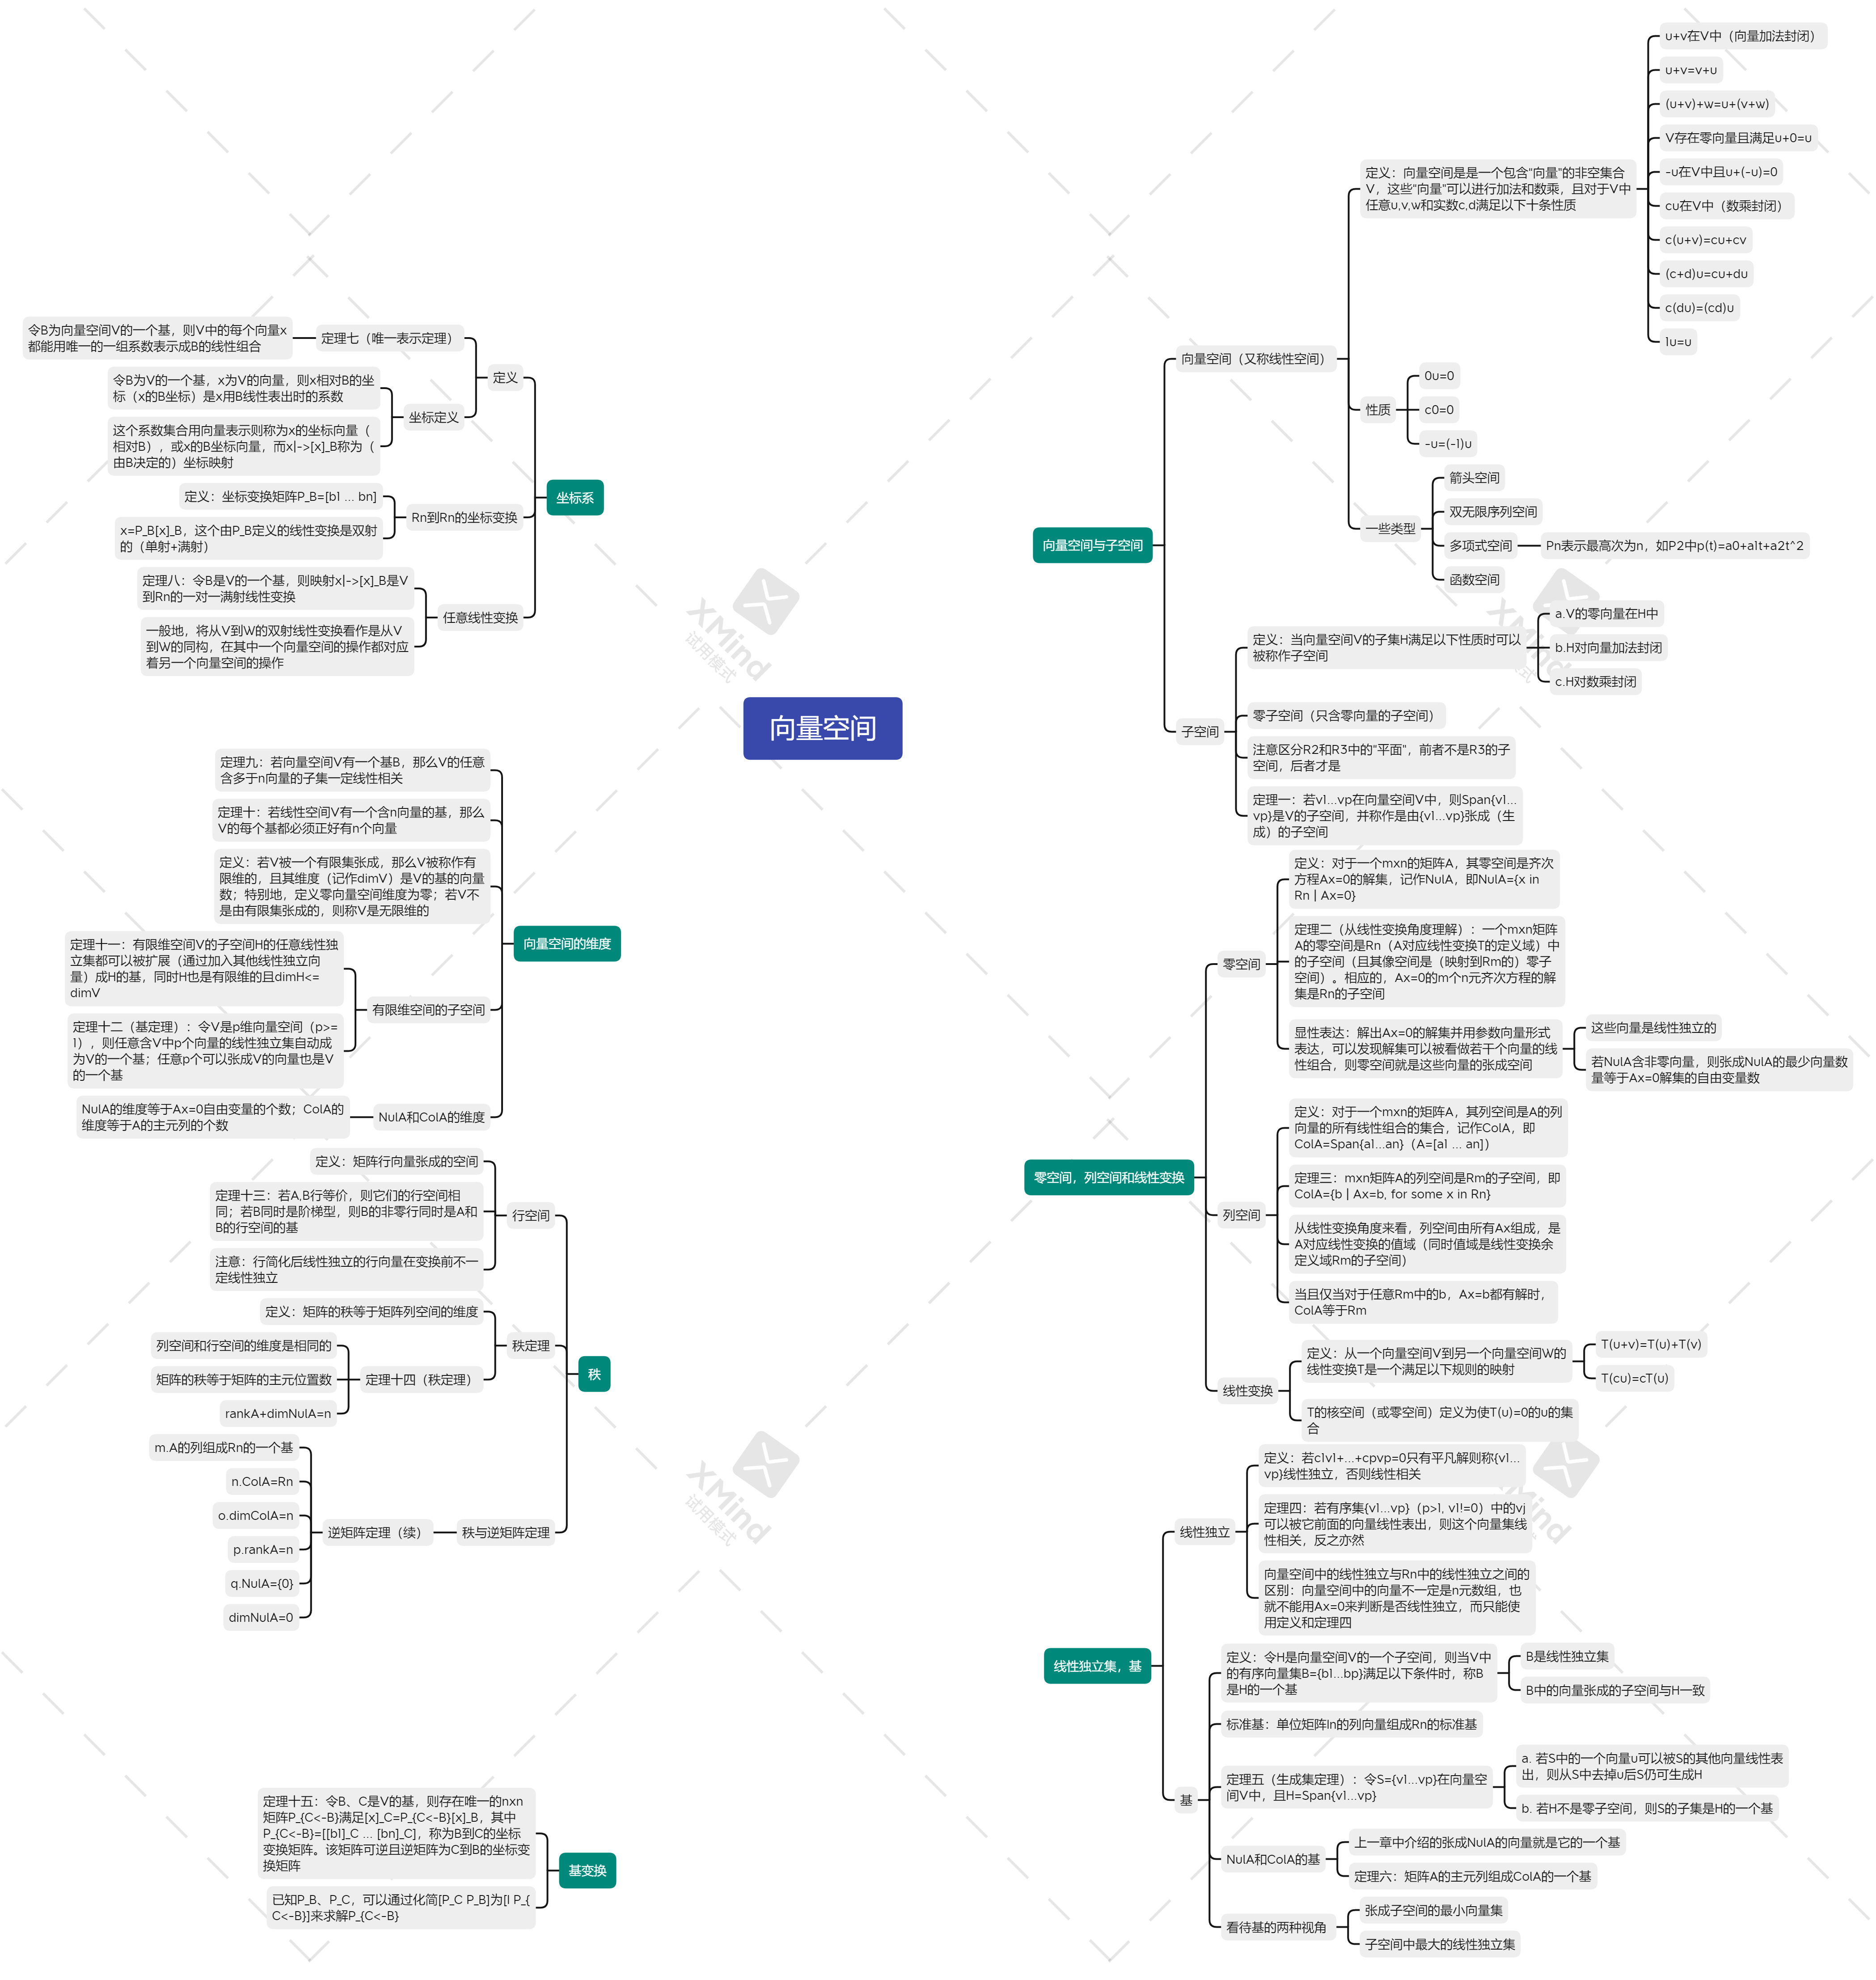 向量空间
向量空间与子空间
向量空间（又称线性空间）
定义：向量空间是是一个包含"向量"的非空集合
V，这些"向量"可以进行加法和数乘，且对于V中
任意u,v,w和实数c,d满足以下十条性质
u+v在V中（向量加法封闭）
u+v=v+u
(u+v)+w=u+(v+w)
V存在零向量且满足u+0=u
-u在V中且u+(-u)=0
cu在V中（数乘封闭）
c(u+v)=cu+cv
(c+d)u=cu+du
c(du)=(cd)u
1u=u
性质
0u=0
c0=0
-u=(-1)u
一些类型
箭头空间
双无限序列空间
多项式空间
Pn表示最高次为n，如P2中p(t)=a0+a1t+a2t^2
函数空间
子空间
定义：当向量空间V的子集H满足以下性质时可以
被称作子空间
a.V的零向量在H中
b.H对向量加法封闭
c.H对数乘封闭
零子空间（只含零向量的子空间）
注意区分R2和R3中的"平面"，前者不是R3的子
空间，后者才是
定理一：若v1...vp在向量空间V中，则Span{v1...
vp}是V的子空间，并称作是由{v1...vp}张成（生
成）的子空间
零空间，列空间和线性变换
零空间
定义：对于一个mxn的矩阵A，其零空间是齐次
方程Ax=0的解集，记作NulA，即NulA={x in
Rn | Ax=0}
定理二（从线性变换角度理解）：一个mxn矩阵
A的零空间是Rn（A对应线性变换T的定义域）中
的子空间（且其像空间是（映射到Rm的）零子
空间）。相应的，Ax=0的m个n元齐次方程的解
集是Rn的子空间
显性表达：解出Ax=0的解集并用参数向量形式
表达，可以发现解集可以被看做若干个向量的线
性组合，则零空间就是这些向量的张成空间
这些向量是线性独立的
若NulA含非零向量，则张成NulA的最少向量数
量等于Ax=0解集的自由变量数
列空间
定义：对于一个mxn的矩阵A，其列空间是A的列
向量的所有线性组合的集合，记作ColA，即
ColA=Span{a1...an}（A=[a1 ... an]）
定理三：mxn矩阵A的列空间是Rm的子空间，即
ColA={b | Ax=b, for some x in Rn}
从线性变换角度来看，列空间由所有Ax组成，是
A对应线性变换的值域（同时值域是线性变换余
定义域Rm的子空间）
当且仅当对于任意Rm中的b，Ax=b都有解时，
ColA等于Rm
线性变换
定义：从一个向量空间V到另一个向量空间W的
线性变换T是一个满足以下规则的映射
T(u+v)=T(u)+T(v)
T(cu)=cT(u)
T的核空间（或零空间）定义为使T(u)=0的u的集
合
线性独立集，基
线性独立
定义：若c1v1+...+cpvp=0只有平凡解则称{v1...
vp}线性独立，否则线性相关
定理四：若有序集{v1...vp}（p>1, v1!=0）中的vj
可以被它前面的向量线性表出，则这个向量集线
性相关，反之亦然
向量空间中的线性独立与Rn中的线性独立之间的
区别：向量空间中的向量不一定是n元数组，也
就不能用Ax=0来判断是否线性独立，而只能使
用定义和定理四
基
定义：令H是向量空间V的一个子空间，则当V中
的有序向量集B={b1...bp}满足以下条件时，称B
是H的一个基
B是线性独立集
B中的向量张成的子空间与H一致
标准基：单位矩阵In的列向量组成Rn的标准基
定理五（生成集定理）：令S={v1...vp}在向量空
间V中，且H=Span{v1...vp}
a. 若S中的一个向量u可以被S的其他向量线性表
出，则从S中去掉u后S仍可生成H
b. 若H不是零子空间，则S的子集是H的一个基
NulA和ColA的基
上一章中介绍的张成NulA的向量就是它的一个基
定理六：矩阵A的主元列组成ColA的一个基
看待基的两种视角
张成子空间的最小向量集
子空间中最大的线性独立集
坐标系
定义
定理七（唯一表示定理）
令B为向量空间V的一个基，则V中的每个向量x
都能用唯一的一组系数表示成B的线性组合
坐标定义
令B为V的一个基，x为V的向量，则x相对B的坐
标（x的B坐标）是x用B线性表出时的系数
这个系数集合用向量表示则称为x的坐标向量（
相对B），或x的B坐标向量，而x|->[x]_B称为（
由B决定的）坐标映射
Rn到Rn的坐标变换
定义：坐标变换矩阵P_B=[b1 ... bn]
x=P_B[x]_B，这个由P_B定义的线性变换是双射
的（单射+满射）
任意线性变换
定理八：令B是V的一个基，则映射x|->[x]_B是V
到Rn的一对一满射线性变换
一般地，将从V到W的双射线性变换看作是从V
到W的同构，在其中一个向量空间的操作都对应
着另一个向量空间的操作
向量空间的维度
定理九：若向量空间V有一个基B，那么V的任意
含多于n向量的子集一定线性相关
定理十：若线性空间V有一个含n向量的基，那么
V的每个基都必须正好有n个向量
定义：若V被一个有限集张成，那么V被称作有
限维的，且其维度（记作dimV）是V的基的向量
数；特别地，定义零向量空间维度为零；若V不
是由有限集张成的，则称V是无限维的
有限维空间的子空间
定理十一：有限维空间V的子空间H的任意线性独
立集都可以被扩展（通过加入其他线性独立向
量）成H的基，同时H也是有限维的且dimH<=
dimV
定理十二（基定理）：令V是p维向量空间（p>=
1），则任意含V中p个向量的线性独立集自动成
为V的一个基；任意p个可以张成V的向量也是V
的一个基
NulA和ColA的维度
NulA的维度等于Ax=0自由变量的个数；ColA的
维度等于A的主元列的个数
秩
行空间
定义：矩阵行向量张成的空间
定理十三：若A,B行等价，则它们的行空间相
同；若B同时是阶梯型，则B的非零行同时是A和
B的行空间的基
注意：行简化后线性独立的行向量在变换前不一
定线性独立
秩定理
定义：矩阵的秩等于矩阵列空间的维度
定理十四（秩定理）
列空间和行空间的维度是相同的
矩阵的秩等于矩阵的主元位置数
rankA+dimNulA=n
秩与逆矩阵定理
逆矩阵定理（续）
m.A的列组成Rn的一个基
n.ColA=Rn
o.dimColA=n
p.rankA=n
q.NulA={0}
dimNulA=0
基变换
定理十五：令B、C是V的基，则存在唯一的nxn
矩阵P_{C<-B}满足[x]_C=P_{C<-B}[x]_B，其中
P_{C<-B}=[[b1]_C ... [bn]_C]，称为B到C的坐标
变换矩阵。该矩阵可逆且逆矩阵为C到B的坐标变
换矩阵
已知P_B、P_C，可以通过化简[P_C P_B]为[I P_{
C<-B}]来求解P_{C<-B}
XMind
试用模式
XMind
试用模式